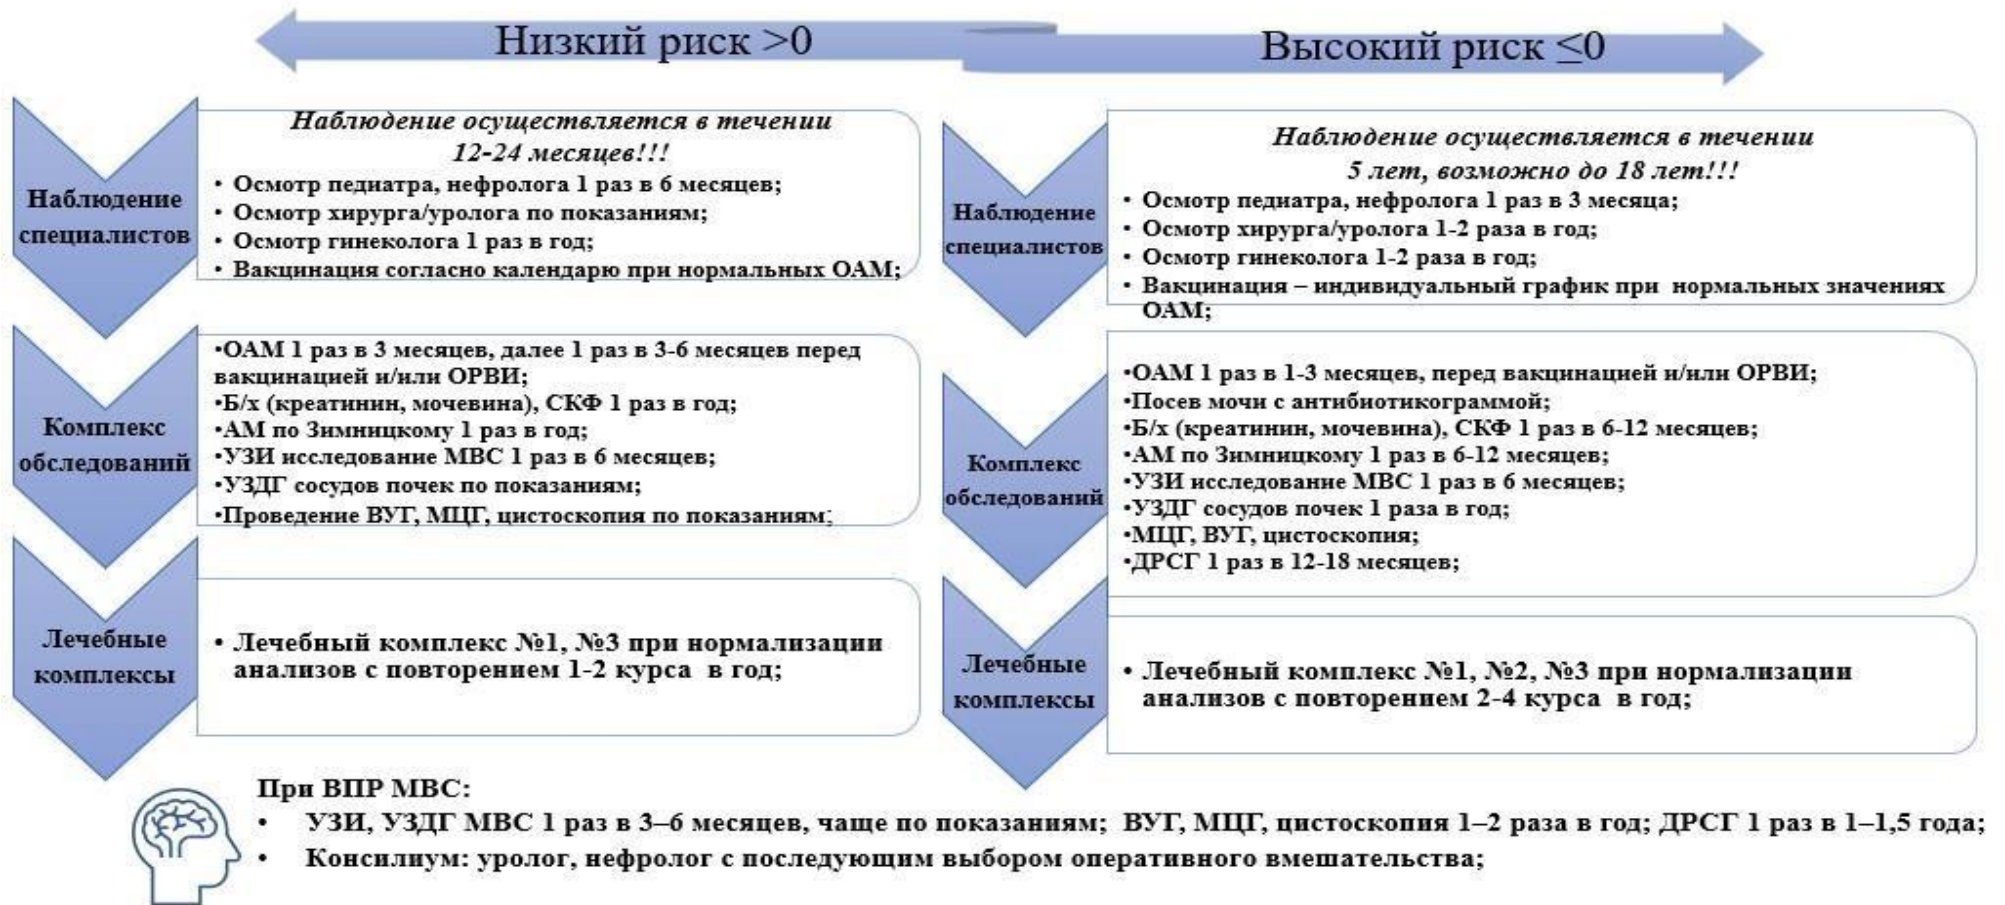 Низкий риск >0
Наблюдение специалистов
Наблюдение осуществляется в течении
12-24 месяцев!!!
• Осмотр педиатра, нефролога 1 раз в 6 месяцев;
• Осмотр хирурга/уролога по показаниям;
• Осмотр гинеколога 1 раз в год;
• Вакцинация согласно календарю при нормальных ОАМ;
Комплекс обследований
•ОАМ 1 раз в 3 месяцев, далее 1 раз в 3-6 месяцев перед
вакцинацией и/или ОРВИ;
•Б/х (креатинин, мочевина), СКФ 1 раз в год;
•АМ по Зимницкому 1 раз в год;
•УЗИ исследование МВС 1 раз в 6 месяцев;
•УЗДГ сосудов почек по показаниям;
•Проведение ВУГ, МЦГ, цистоскопия по показаниям;
Лечебные комплексы
• Лечебный комплекс №1, №3 при нормализации
анализов с повторением 1-2 курса в год;
Высокий риск ≤0
Наблюдение специалистов
Наблюдение осуществляется в течении
5 лет, возможно до 18 лет!!!
• Осмотр педиатра, нефролога 1 раз в 3 месяца;
• Осмотр хирурга/уролога 1-2 раза в год;
• Осмотр гинеколога 1-2 раза в год;
• Вакцинация – индивидуальный график при нормальных значениях
ОАМ;
Комплекс обследований
•ОАМ 1 раз в 1-3 месяцев, перед вакцинацией и/или ОРВИ;
•Посев мочи с антибиотикограммой;
•Б/х (креатинин, мочевина), СКФ 1 раз в 6-12 месяцев;
•АМ по Зимницкому 1 раз в 6-12 месяцев;
•УЗИ исследование МВС 1 раз в 6 месяцев;
•УЗДГ сосудов почек 1 раза в год;
•МЦГ, ВУГ, цистоскопия;
•ДРСГ 1 раз в 12-18 месяцев;
Лечебные комплексы
• Лечебный комплекс №1, №2, №3 при нормализации
анализов с повторением 2-4 курса в год;
При ВПР МВС:
• УЗИ, УЗДГ МВС 1 раз в 3–6 месяцев, чаще по показаниям; ВУГ, МЦГ, цистоскопия 1–2 раза в год; ДРСГ 1 раз в 1–1,5 года;
• Консилиум: уролог, нефролог с последующим выбором оперативного вмешательства;